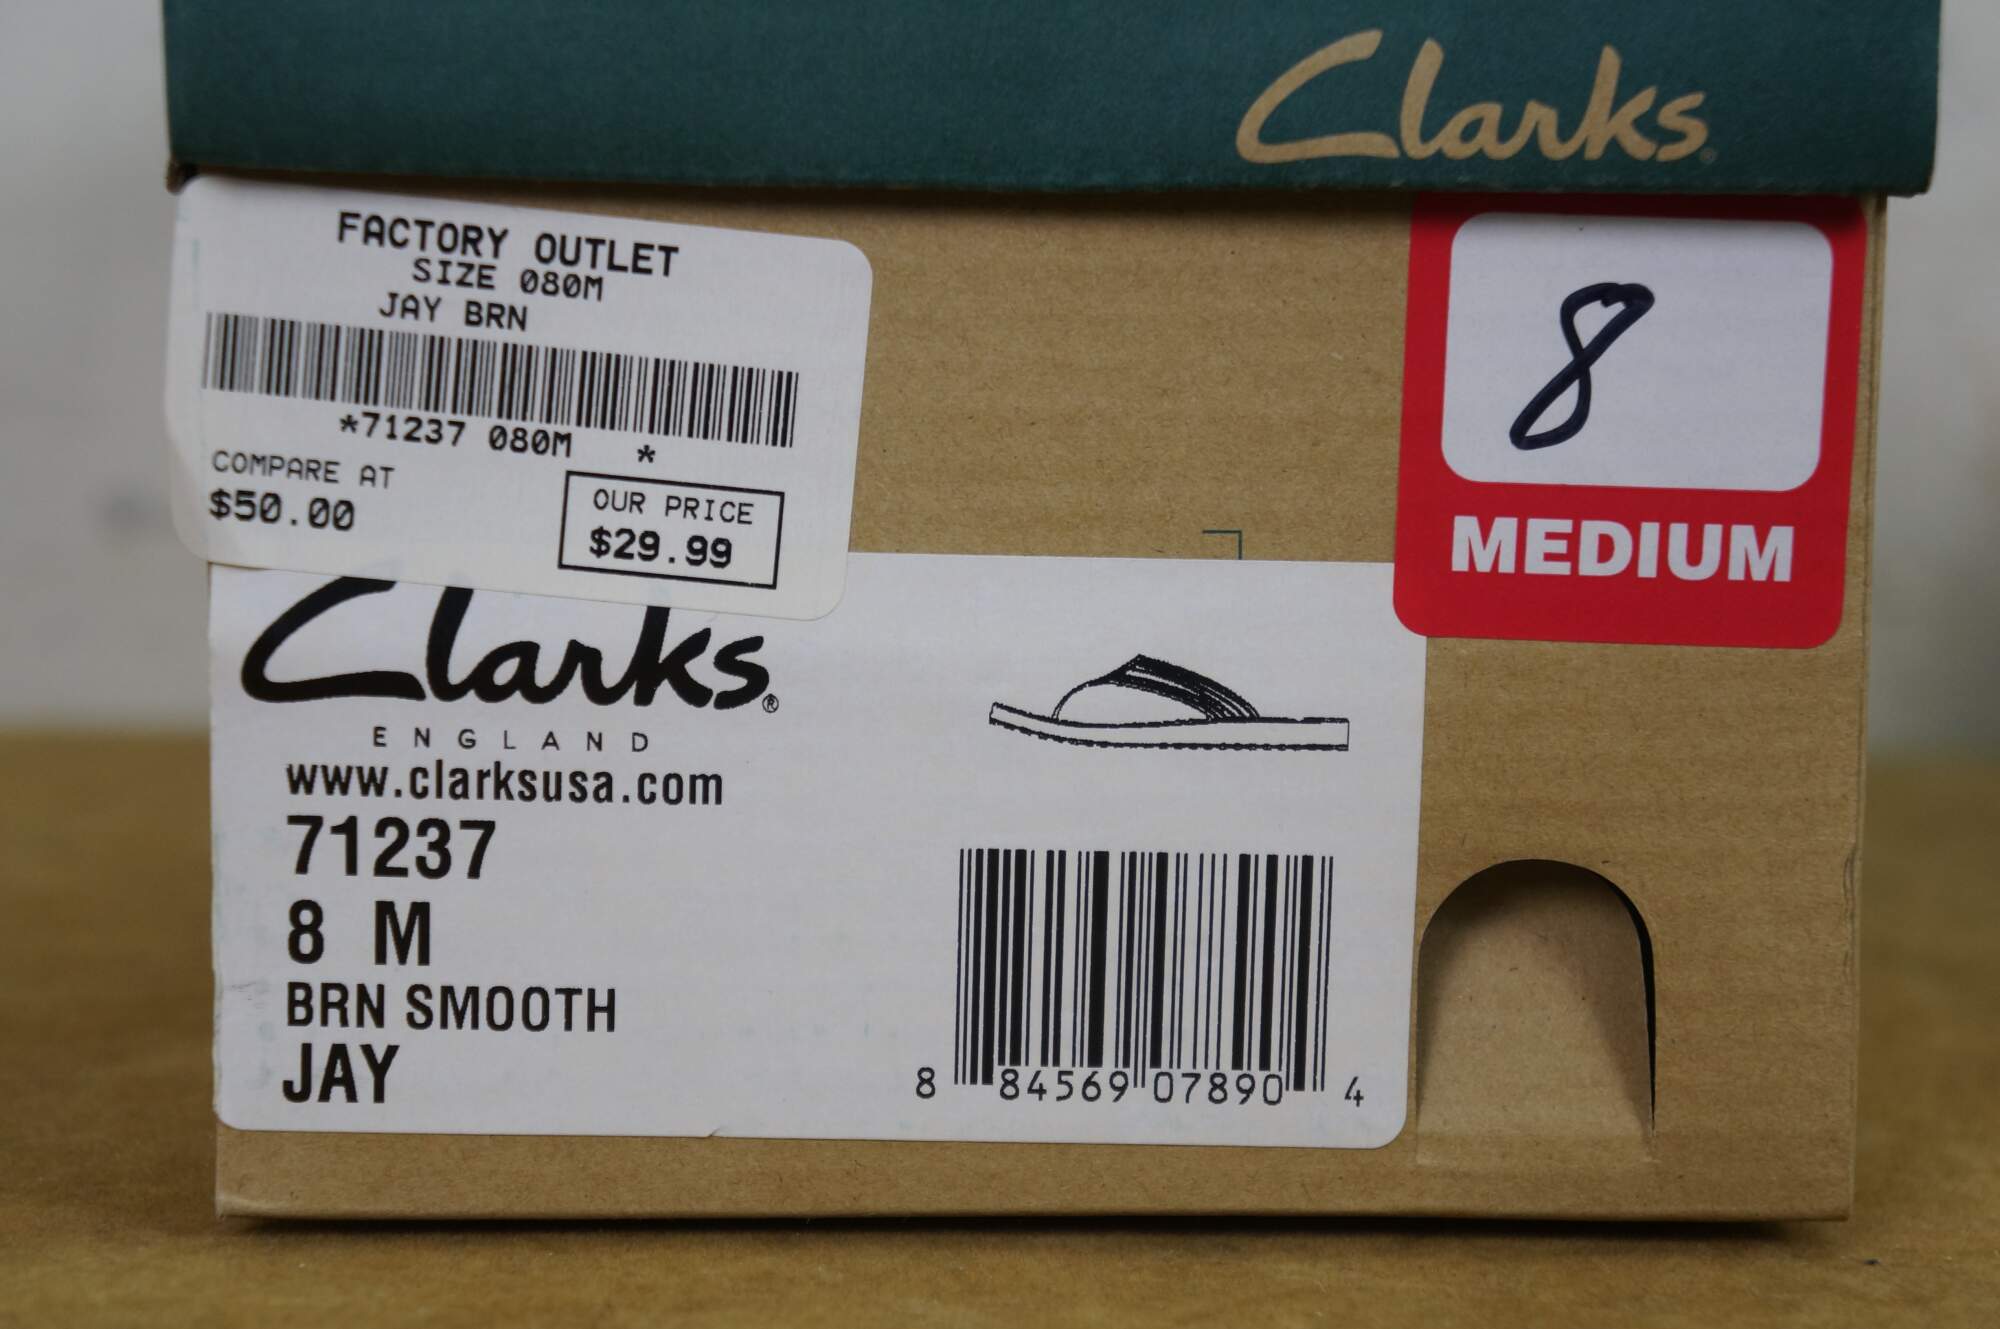 Clarks
FACTORY OUTLET
SIZE 080M
JAY BRN
*71237 080M *
COMPARE AT
$50.00
OUR PRICE
$29.99
8
MEDIUM
Clarks®
ENGLAND
www.clarksusa.com
71237
8 M
BRN SMOOTH
JAY
8 84569 07890 4